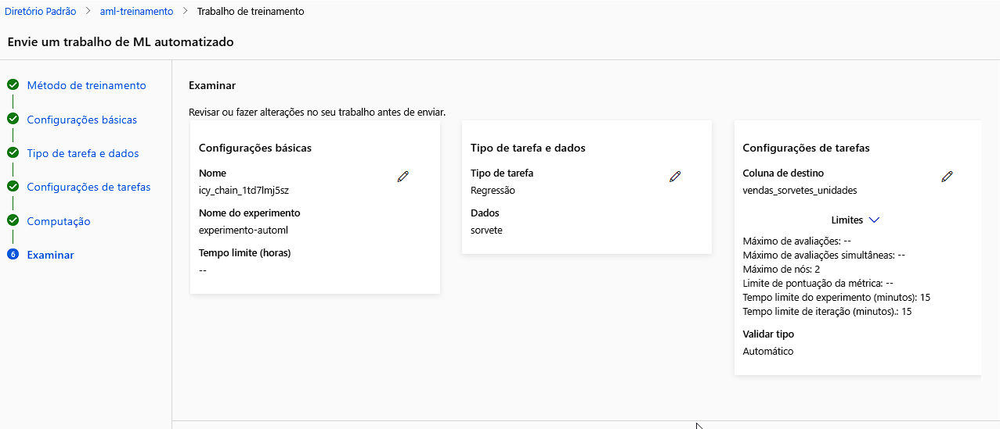 Diretório Padrão > aml-treinamento > Trabalho de treinamento
Envie um trabalho de ML automatizado
Método de treinamento
Configurações básicas
Tipo de tarefa e dados
Configurações de tarefas
Computação
6 Examinar
Examinar
Revisar ou fazer alterações no seu trabalho antes de enviar.
Configurações básicas
Nome
icy_chain_1td7lmj5sz
Nome do experimento
experimento-automl
Tempo limite (horas)
--
Tipo de tarefa e dados
Tipo de tarefa
Regressão
Dados
sorvete
Configurações de tarefas
Coluna de destino
vendas_sorvetes_unidades
Limites
Máximo de avaliações: --
Máximo de avaliações simultâneas: --
Máximo de nós: 2
Limite de pontuação da métrica: --
Tempo limite do experimento (minutos): 15
Tempo limite de iteração (minutos).: 15
Validar tipo
Automático